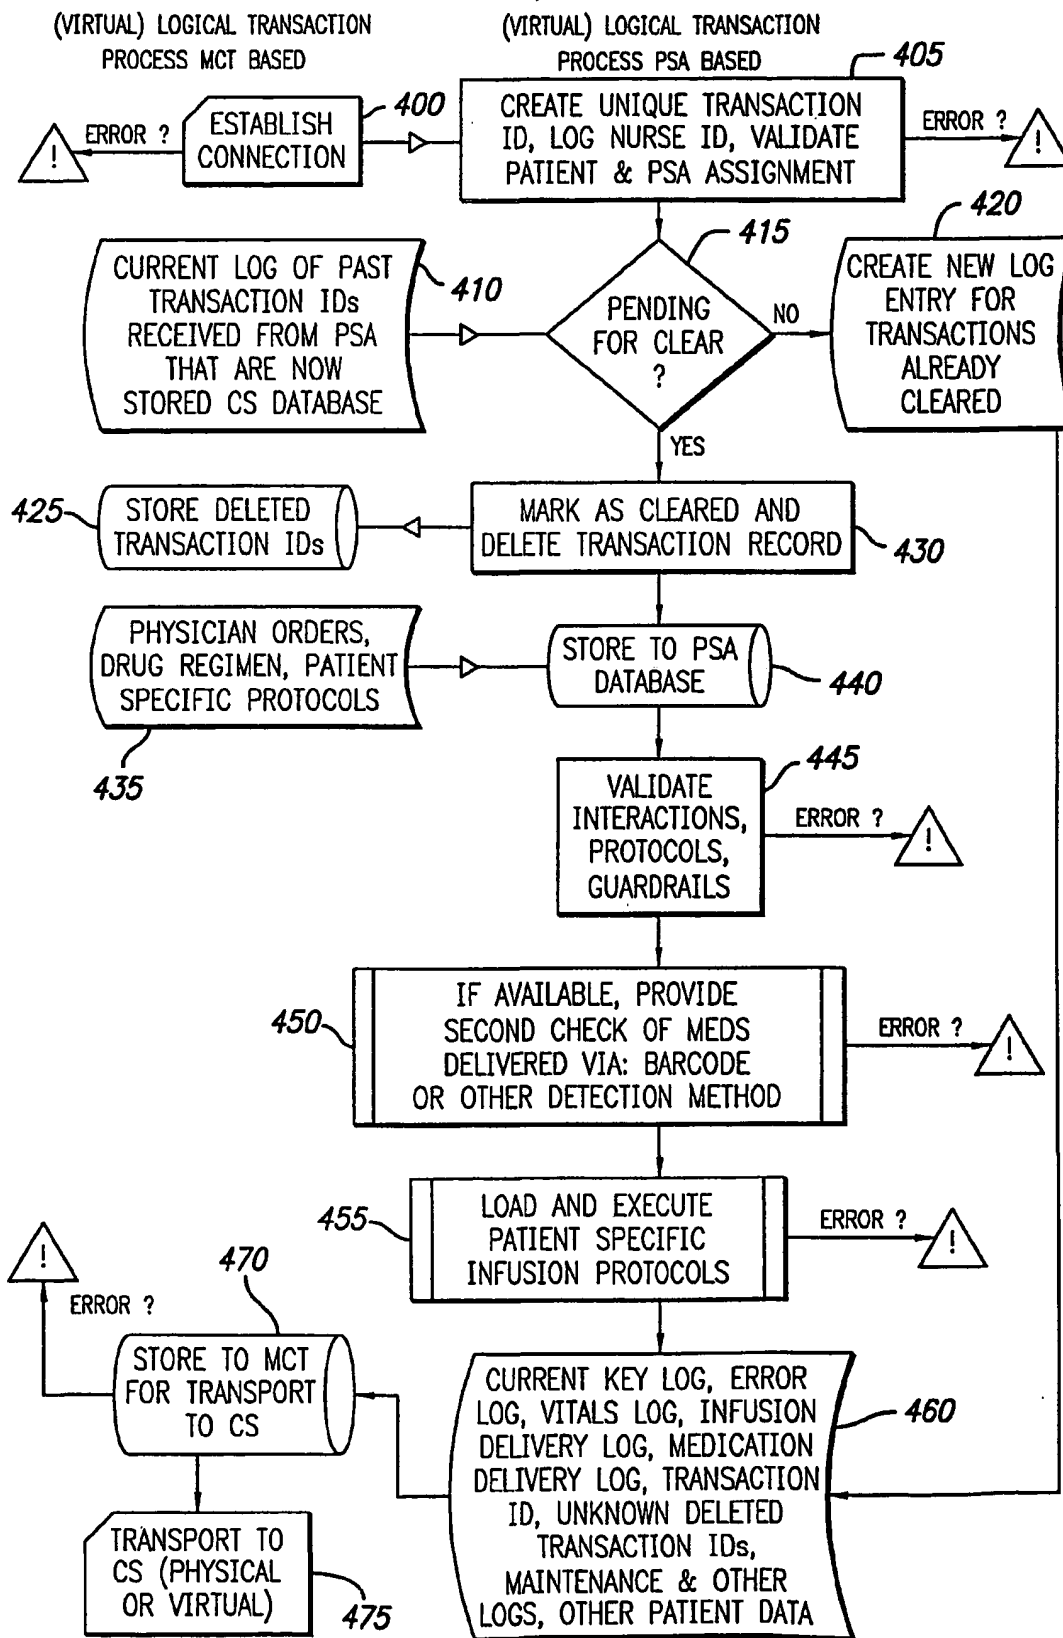 (VIRTUAL) LOGICAL TRANSACTION
PROCESS MCT BASED
(VIRTUAL) LOGICAL TRANSACTION
PROCESS PSA BASED
405
400
ERROR ?
!
ESTABLISH
CONNECTION
CREATE UNIQUE TRANSACTION
ID, LOG NURSE ID, VALIDATE
PATIENT & PSA ASSIGNMENT
ERROR ?
!
420
415
410
CURRENT LOG OF PAST
TRANSACTION IDs
RECEIVED FROM PSA
THAT ARE NOW
STORED CS DATABASE
PENDING
FOR CLEAR
?
NO
CREATE NEW LOG
ENTRY FOR
TRANSACTIONS
ALREADY
CLEARED
YES
425
STORE DELETED
TRANSACTION IDs
MARK AS CLEARED AND
DELETE TRANSACTION RECORD
430
PHYSICIAN ORDERS,
DRUG REGIMEN, PATIENT
SPECIFIC PROTOCOLS
435
STORE TO PSA
DATABASE
440
445
VALIDATE
INTERACTIONS,
PROTOCOLS,
GUARDRAILS
ERROR ?
!
450
IF AVAILABLE, PROVIDE
SECOND CHECK OF MEDS
DELIVERED VIA: BARCODE
OR OTHER DETECTION METHOD
ERROR ?
!
455
LOAD AND EXECUTE
PATIENT SPECIFIC
INFUSION PROTOCOLS
ERROR ?
!
!
ERROR ?
470
STORE TO MCT
FOR TRANSPORT
TO CS
CURRENT KEY LOG, ERROR
LOG, VITALS LOG, INFUSION
DELIVERY LOG, MEDICATION
DELIVERY LOG, TRANSACTION
ID, UNKNOWN DELETED
TRANSACTION IDs,
MAINTENANCE & OTHER
LOGS, OTHER PATIENT DATA
460
TRANSPORT TO
CS (PHYSICAL
OR VIRTUAL)
475